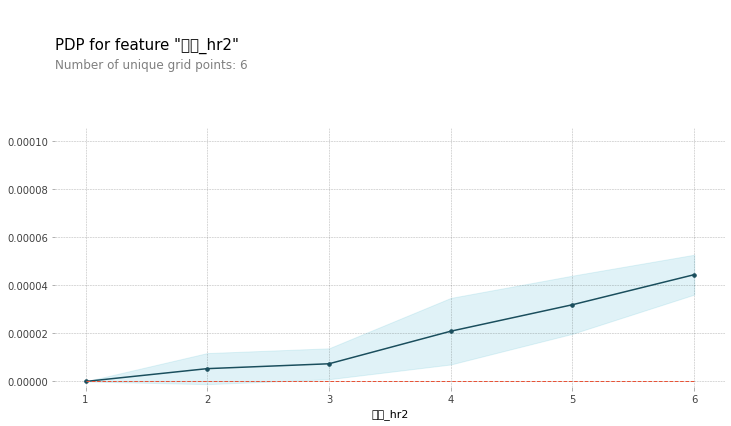 PDP for feature "▯▯_hr2"
Number of unique grid points: 6
0.00010
0.00008
0.00006
0.00004
0.00002
0.00000
1 2 3 4 5 6
▯▯_hr2